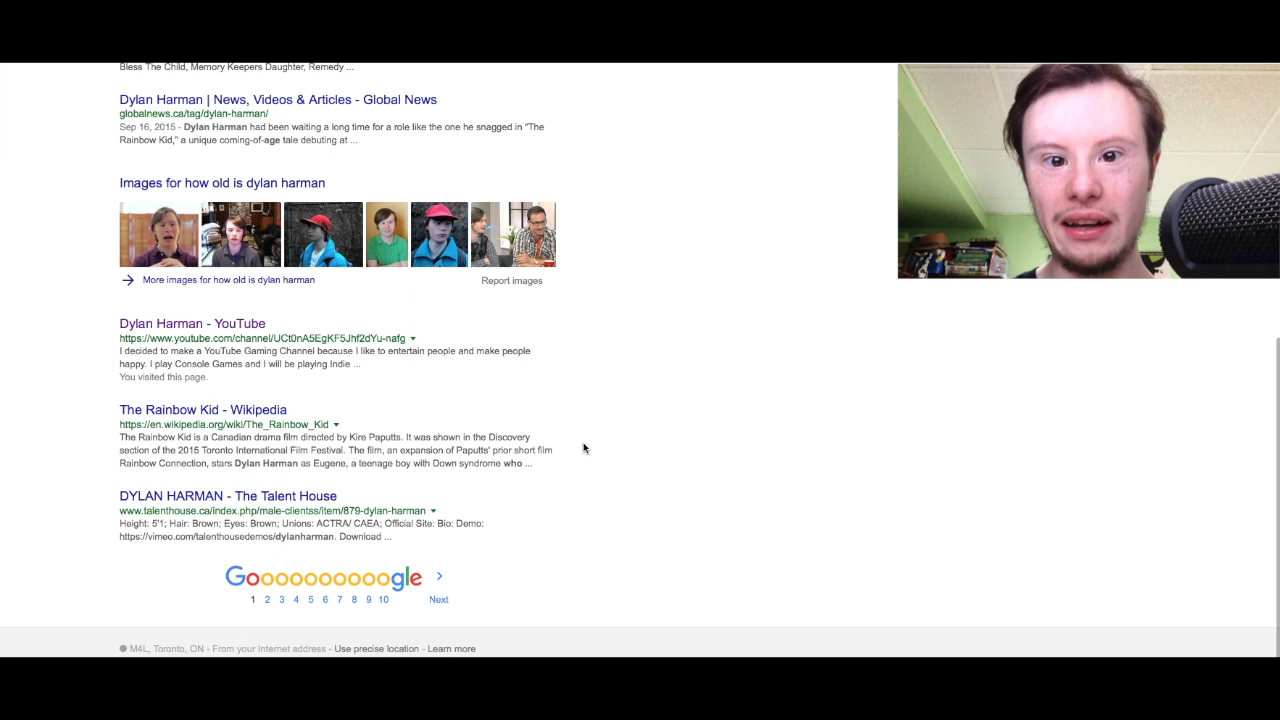 Bless The Child, Memory Keepers Daughter, Remedy ...
Dylan Harman | News, Videos & Articles - Global News
globalnews.ca/tag/dylan-harman/
Sep 16, 2015 - Dylan Harman had been waiting a long time for a role like the one he snagged in "The
Rainbow Kid," a unique coming-of-age tale debuting at ...
Images for how old is dylan harman
More images for how old is dylan harman
Report images
Dylan Harman - YouTube
https://www.youtube.com/channel/UCt0nA5EgKF5Jhf2dYu-nafg
I decided to make a YouTube Gaming Channel because I like to entertain people and make people
happy. I play Console Games and I will be playing Indie ...
You visited this page.
The Rainbow Kid - Wikipedia
https://en.wikipedia.org/wiki/The_Rainbow_Kid
The Rainbow Kid is a Canadian drama film directed by Kire Paputts. It was shown in the Discovery
section of the 2015 Toronto International Film Festival. The film, an expansion of Paputts' prior short film
Rainbow Connection, stars Dylan Harman as Eugene, a teenage boy with Down syndrome who ...
DYLAN HARMAN - The Talent House
www.talenthouse.ca/index.php/male-clientss/item/879-dylan-harman
Height: 5'1; Hair: Brown; Eyes: Brown; Unions: ACTRA/ CAEA; Official Site: Bio: Demo:
https://vimeo.com/talenthousedemos/dylanharman. Download ...
Goooooooooogle >
1 2 3 4 5 6 7 8 9 10 Next
M4L, Toronto, ON - From your Internet address - Use precise location - Learn more